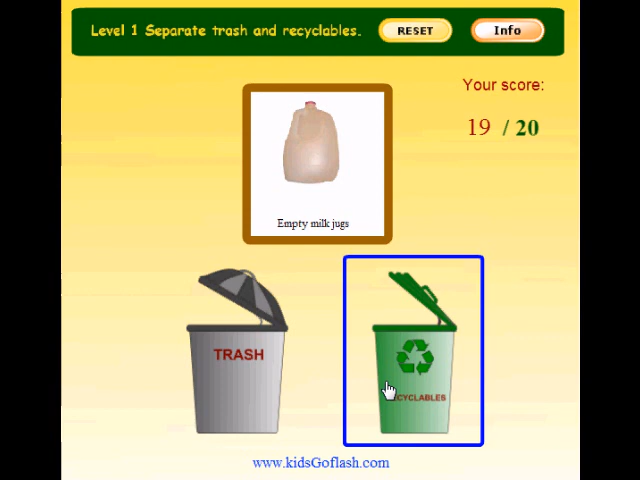 Level 1 Separate trash and recyclables.
RESET
Info
Your score:
19 / 20
Empty milk jugs
TRASH
www.kidsGoflash.com